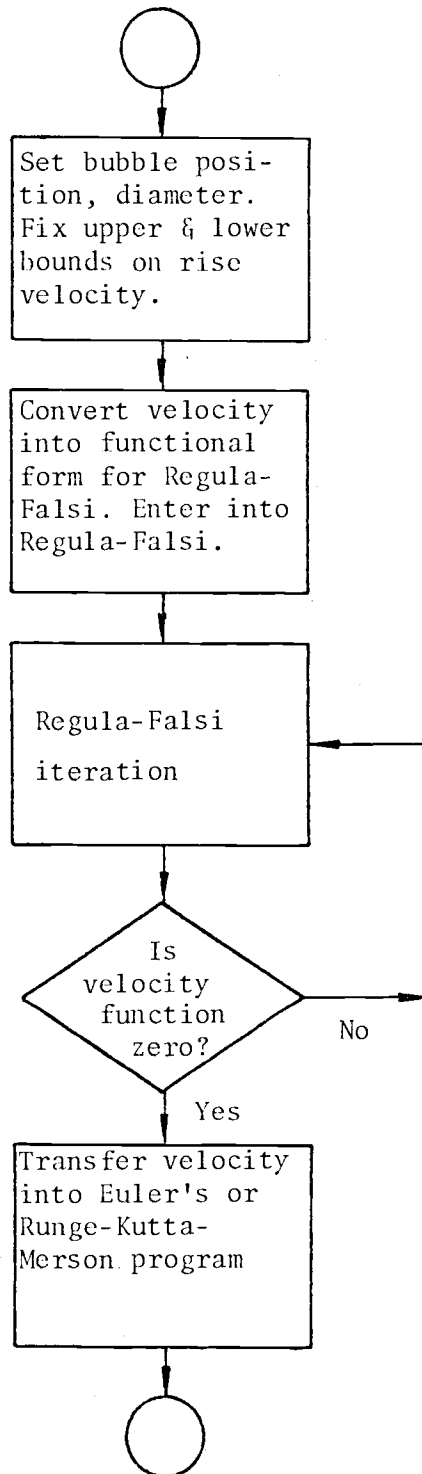 Set bubble posi-
tion, diameter.
Fix upper & lower
bounds on rise
velocity.
Convert velocity
into functional
form for Regula-
Falsi. Enter into
Regula-Falsi.
Regula-Falsi
iteration
Is
velocity
function
zero?
No
Yes
Transfer velocity
into Euler's or
Runge-Kutta-
Merson program